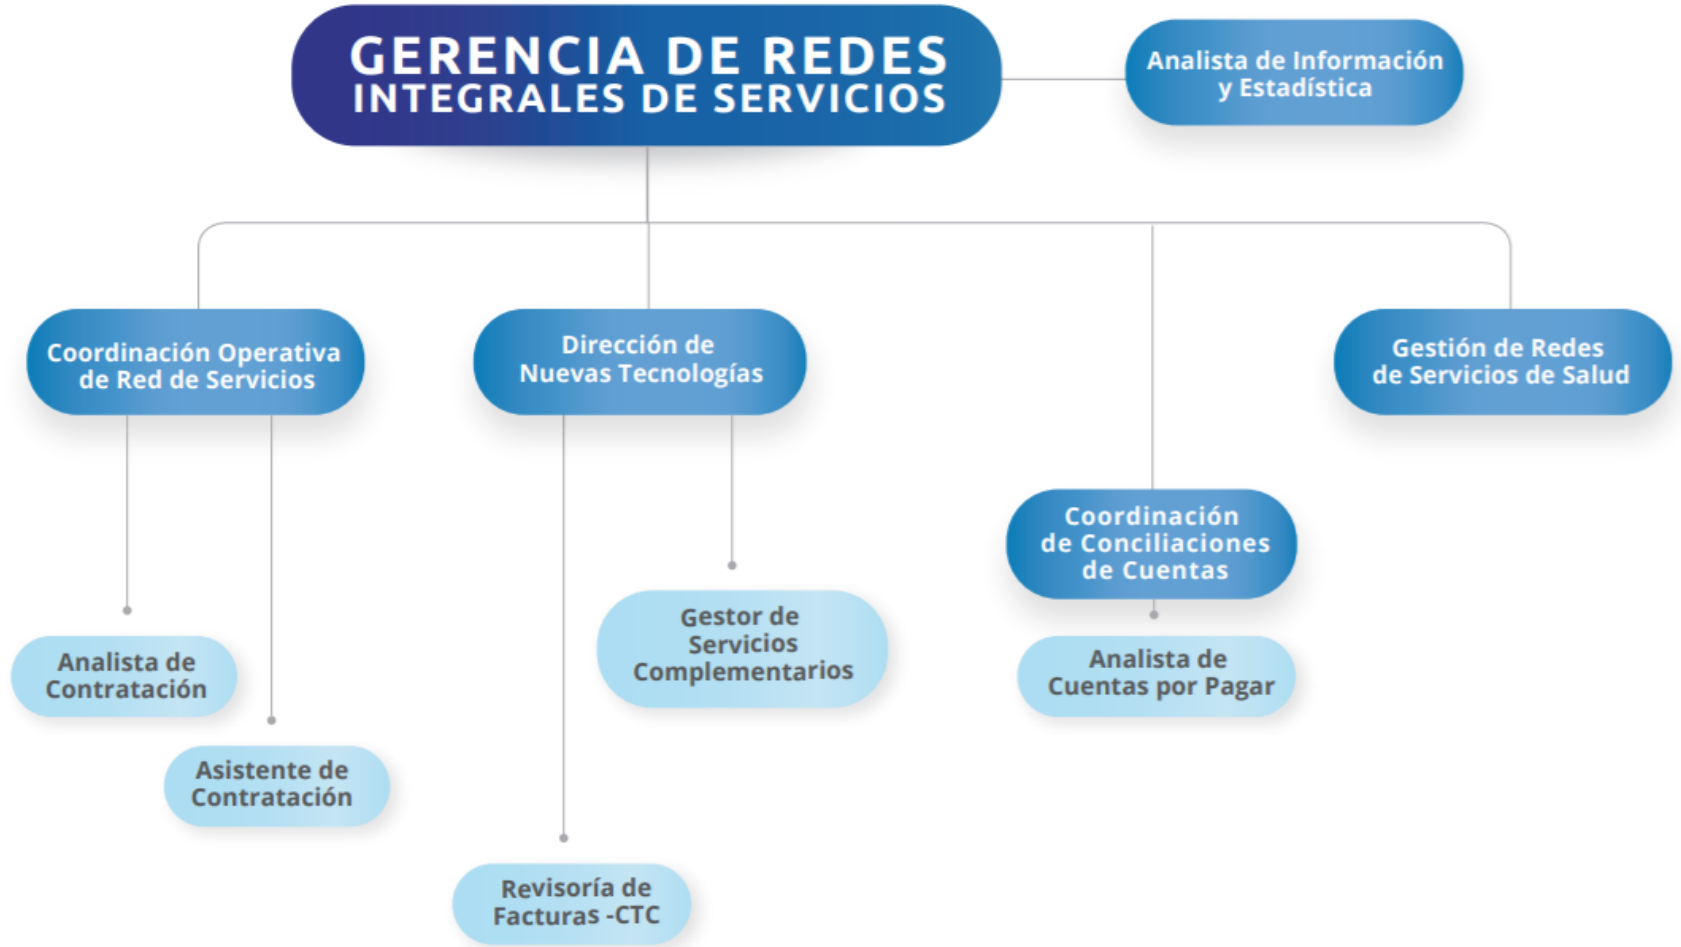 GERENCIA DE REDES
INTEGRALES DE SERVICIOS
Analista de Información
y Estadística
Coordinación Operativa
de Red de Servicios
Dirección de
Nuevas Tecnologías
Gestión de Redes
de Servicios de Salud
Coordinación
de Conciliaciones
de Cuentas
Gestor de
Servicios
Complementarios
Analista de
Contratación
Analista de
Cuentas por Pagar
Asistente de
Contratación
Revisoría de
Facturas -CTC